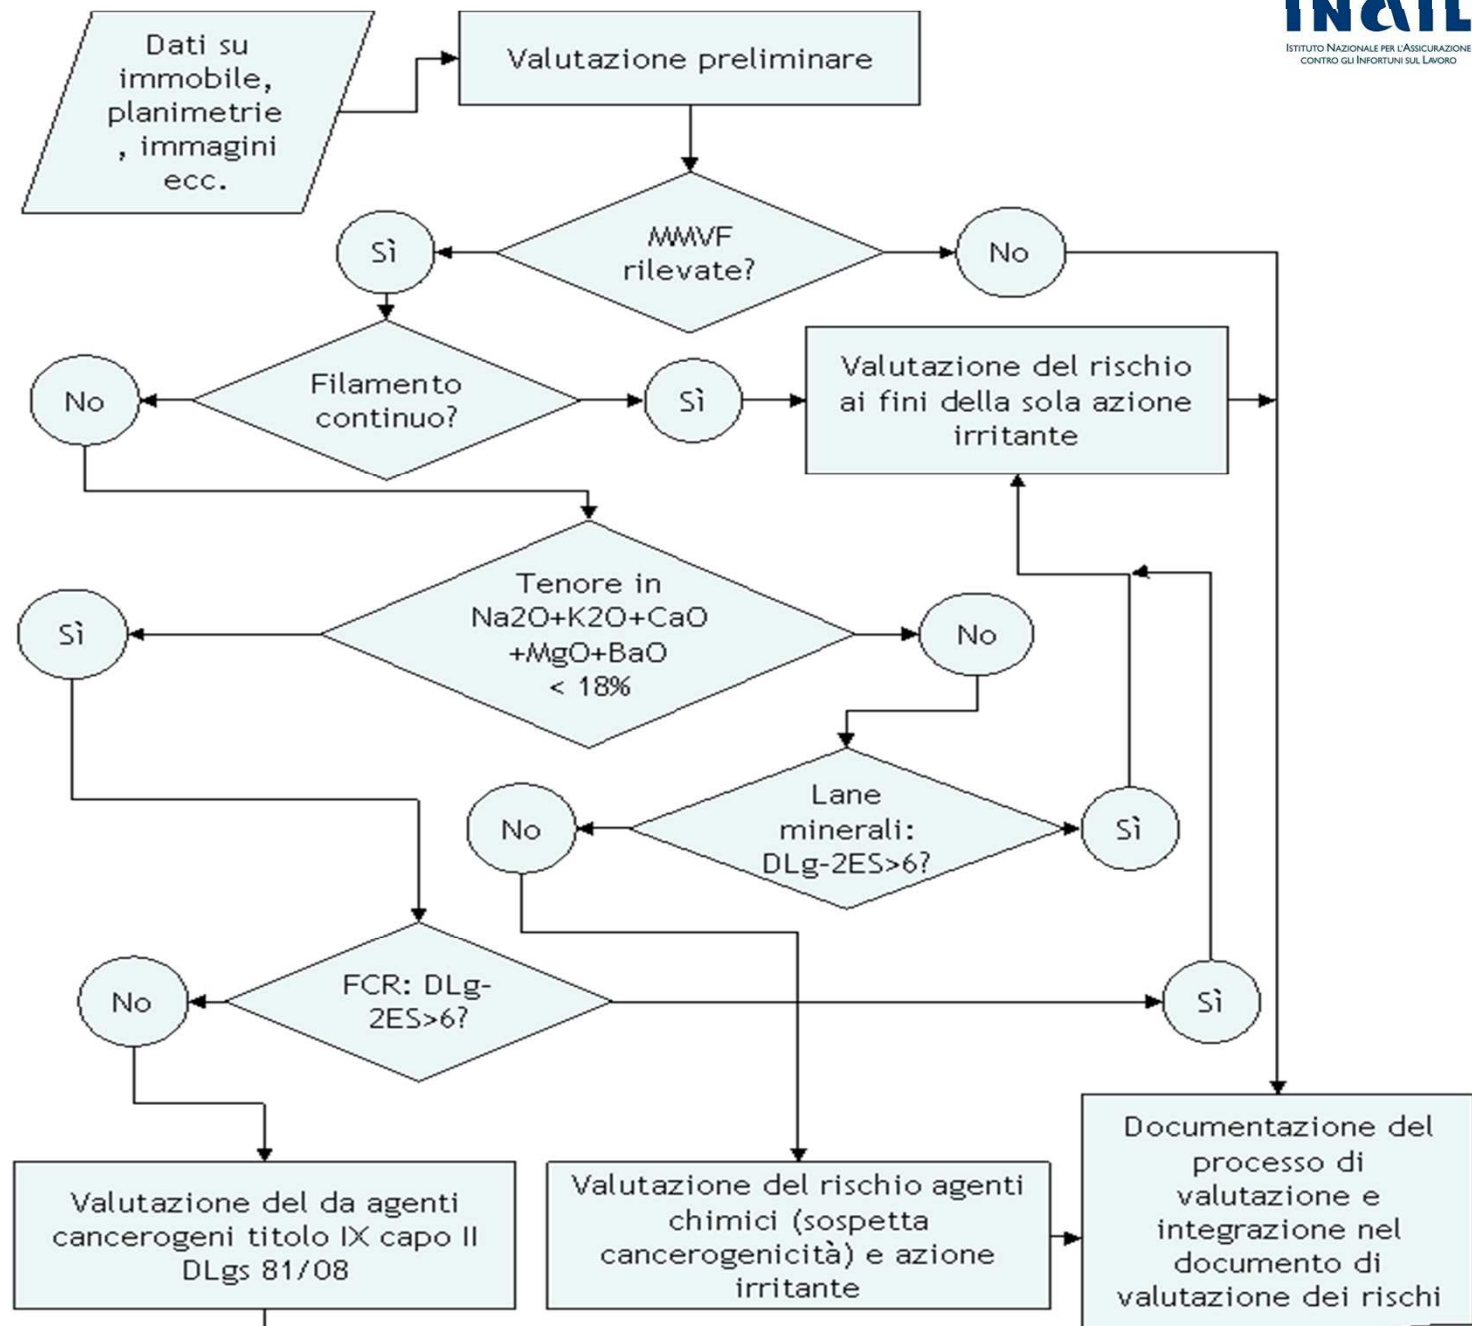 INAIL
ISTITUTO NAZIONALE PER L'ASSICURAZIONE
CONTRO GLI INFORTUNI SUL LAVORO
Dati su
immobile,
planimetrie
, immagini
ecc.
Valutazione preliminare
MMVF
rilevate?
Sì
No
Filamento
continuo?
No
Sì
Valutazione del rischio
ai fini della sola azione
irritante
Tenore in
Na2O+K2O+CaO
+MgO+BaO
< 18%
Sì
No
Lane
minerali:
DLg-2ES>6?
No
Sì
FCR: DLg-
2ES>6?
No
Sì
Valutazione del da agenti
cancerogeni titolo IX capo II
DLgs 81/08
Valutazione del rischio agenti
chimici (sospetta
cancerogenicità) e azione
irritante
Documentazione del
processo di
valutazione e
integrazione nel
documento di
valutazione dei rischi